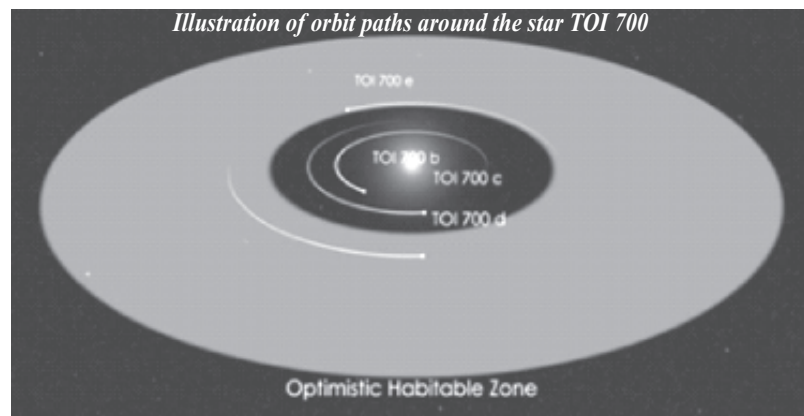 Illustration of orbit paths around the star TOI 700
TOI 700 e
TOI 700 b
TOI 700 c
TOI 700 d
Optimistic Habitable Zone